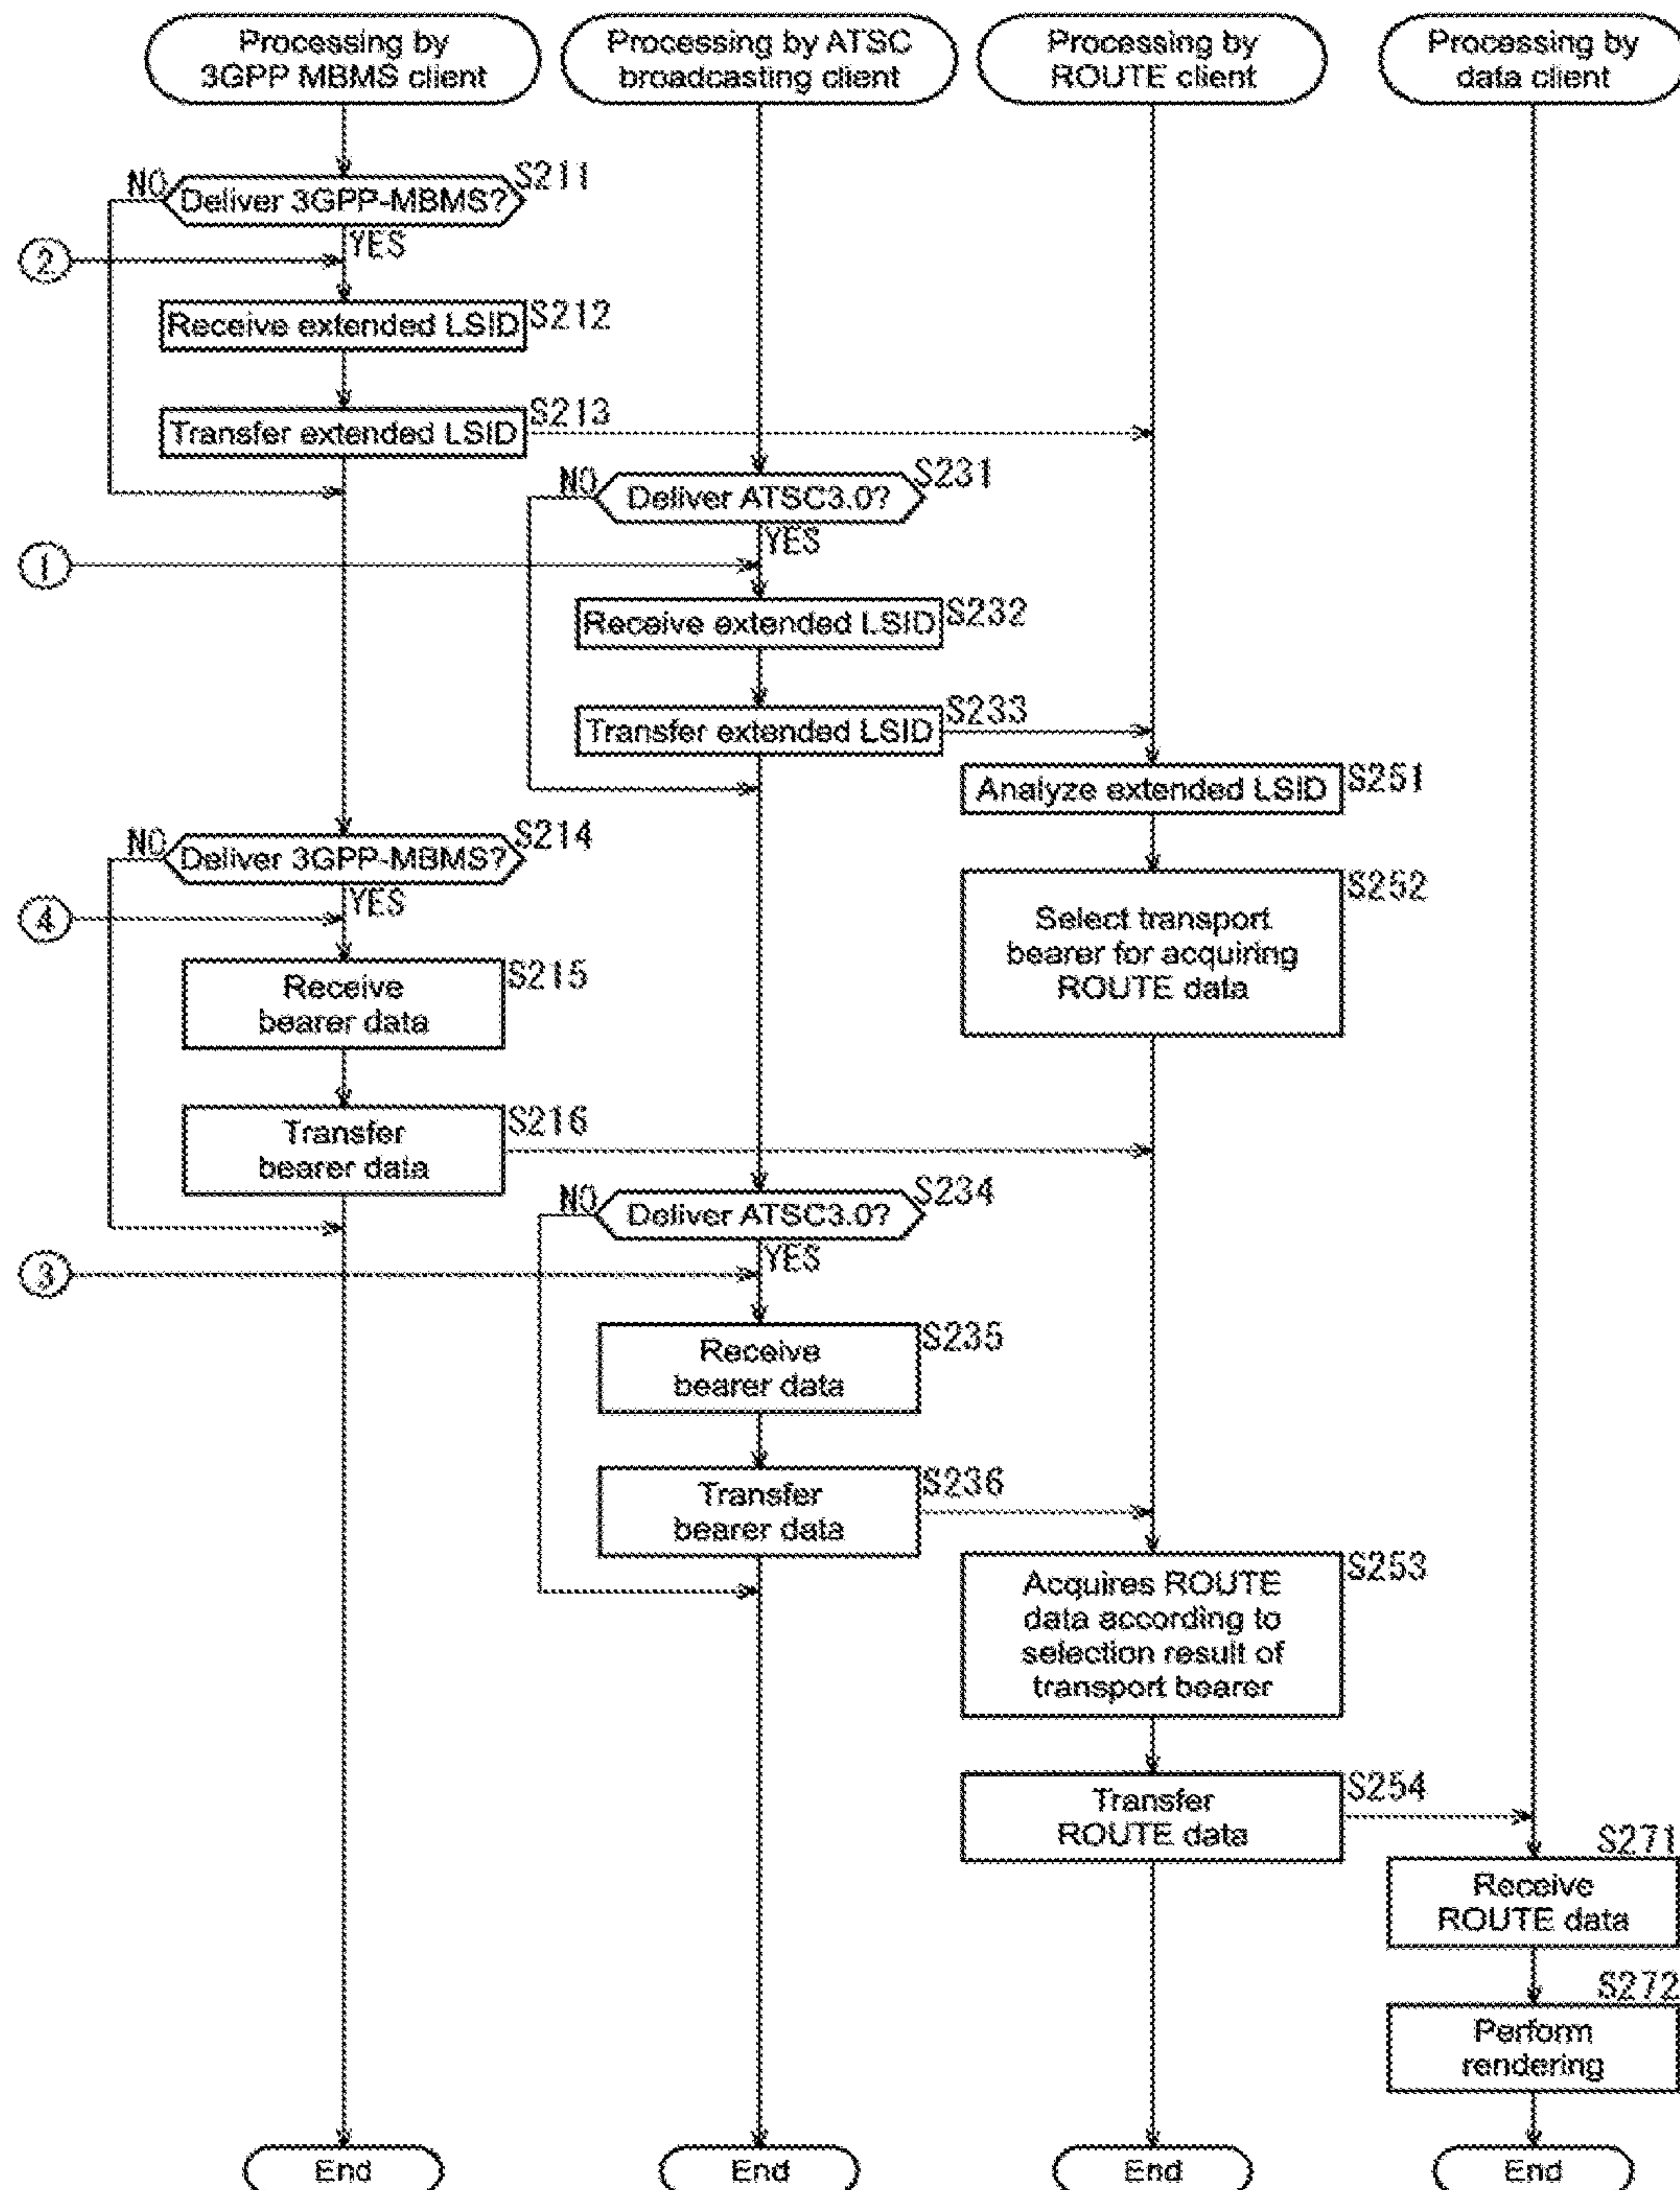 Processing by
3GPP MBMS client
Processing by ATSC
broadcasting client
Processing by
ROUTE client
Processing by
data client
NO
Deliver 3GPP-MBMS?
S211
YES
2
Receive extended LSID
S212
Transfer extended LSID
S213
NO
Deliver ATSC3.0?
S231
YES
1
Receive extended LSID
S232
Transfer extended LSID
S233
Analyze extended LSID
S251
NO
Deliver 3GPP-MBMS?
S214
YES
4
Select transport
bearer for acquiring
ROUTE data
S252
Receive
bearer data
S215
Transfer
bearer data
S216
NO
Deliver ATSC3.0?
S234
YES
3
Receive
bearer data
S235
Transfer
bearer data
S236
Acquires ROUTE
data according to
selection result of
transport bearer
S253
Transfer
ROUTE data
S254
S271
Receive
ROUTE data
S272
Perform
rendering
End
End
End
End